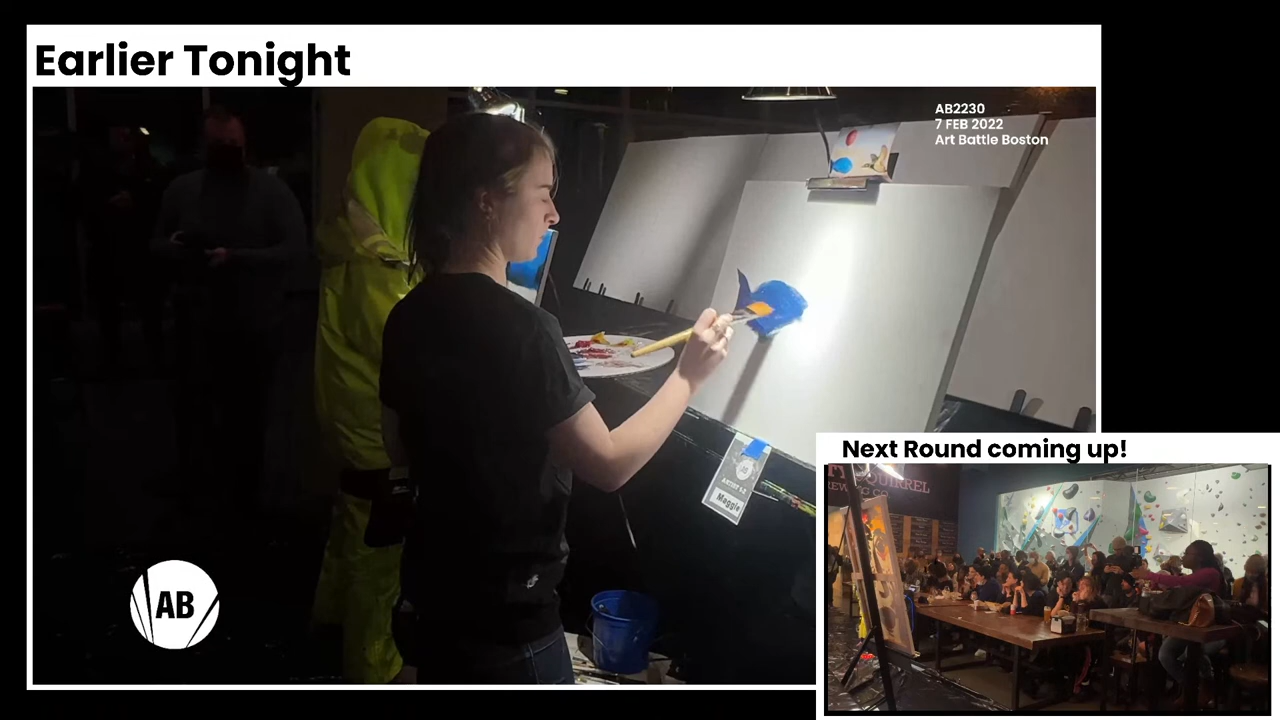 Earlier Tonight
AB2230
7 FEB 2022
Art Battle Boston
AB
Maggie
Next Round coming up!